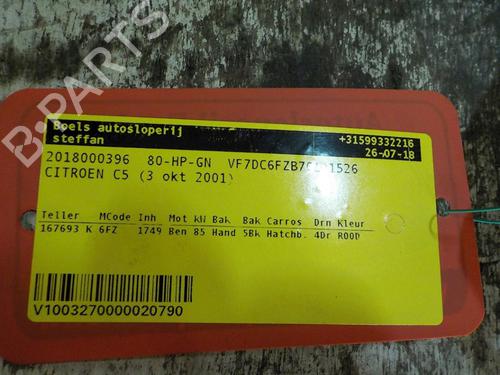 Boels autosloperij +31599332216
steffan 26-07-18
2018000396 80-HP-GN
CITROEN C5 (3 okt 2001)
Teller MCode Inh Mot kW Bak Bak Carros Drn Kleur
167693 K 6FZ 1749 Ben 85 Hand 5Bk Hatchb. 4Dr ROOD
V1003270000020790
B-PARTS